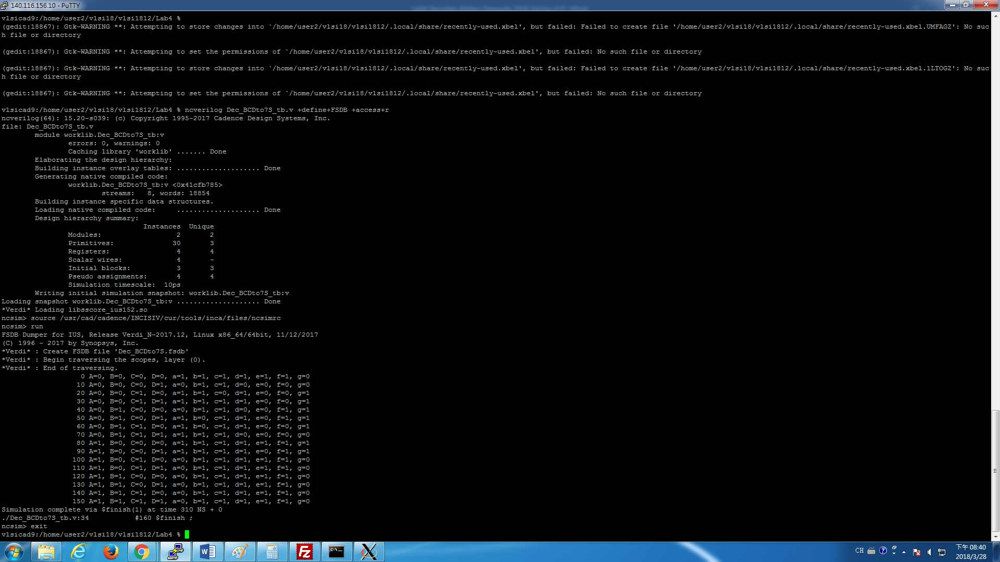 140.116.156.10 - PuTTY
vlsicad9:/home/user2/vlsi18/vlsi1812/Lab4 %
(gedit:18867): Gtk-WARNING **: Attempting to store changes into `/home/user2/vlsi18/vlsi1812/.local/share/recently-used.xbel', but failed: Failed to create file '/home/user2/vlsi18/vlsi1812/.local/share/recently-used.xbel.UMFAGZ': No suc
h file or directory
(gedit:18867): Gtk-WARNING **: Attempting to set the permissions of `/home/user2/vlsi18/vlsi1812/.local/share/recently-used.xbel', but failed: No such file or directory
(gedit:18867): Gtk-WARNING **: Attempting to store changes into `/home/user2/vlsi18/vlsi1812/.local/share/recently-used.xbel', but failed: Failed to create file '/home/user2/vlsi18/vlsi1812/.local/share/recently-used.xbel.1LTOGZ': No suc
h file or directory
(gedit:18867): Gtk-WARNING **: Attempting to set the permissions of `/home/user2/vlsi18/vlsi1812/.local/share/recently-used.xbel', but failed: No such file or directory
vlsicad9:/home/user2/vlsi18/vlsi1812/Lab4 % ncverilog Dec_BCDto7S_tb.v +define+FSDB +access+r
ncverilog(64): 15.20-s039: (c) Copyright 1995-2017 Cadence Design Systems, Inc.
file: Dec_BCDto7S_tb.v
module worklib.Dec_BCDto7S_tb:v
errors: 0, warnings: 0
Caching library 'worklib' ....... Done
Elaborating the design hierarchy:
Building instance overlay tables: .................... Done
Generating native compiled code:
worklib.Dec_BCDto7S_tb:v <0x41cfb785>
streams:   8, words: 18854
Building instance specific data structures.
Loading native compiled code:     .................... Done
Design hierarchy summary:
Instances  Unique
Modules:                  2       2
Primitives:              30       3
Registers:                4       4
Scalar wires:             4       -
Initial blocks:           3       3
Pseudo assignments:       4       4
Simulation timescale:  10ps
Writing initial simulation snapshot: worklib.Dec_BCDto7S_tb:v
Loading snapshot worklib.Dec_BCDto7S_tb:v .................... Done
*Verdi* Loading libsscore_ius152.so
ncsim> source /usr/cad/cadence/INCISIV/cur/tools/inca/files/ncsimrc
ncsim> run
FSDB Dumper for IUS, Release Verdi_N-2017.12, Linux x86_64/64bit, 11/12/2017
(C) 1996 - 2017 by Synopsys, Inc.
*Verdi* : Create FSDB file 'Dec_BCDto7S.fsdb'
*Verdi* : Begin traversing the scopes, layer (0).
*Verdi* : End of traversing.
0 A=0, B=0, C=0, D=0, a=1, b=1, c=1, d=1, e=1, f=1, g=0
10 A=0, B=0, C=0, D=1, a=0, b=1, c=1, d=0, e=0, f=0, g=0
20 A=0, B=0, C=1, D=0, a=1, b=1, c=0, d=1, e=1, f=0, g=1
30 A=0, B=0, C=1, D=1, a=1, b=1, c=1, d=1, e=0, f=0, g=1
40 A=0, B=1, C=0, D=0, a=0, b=1, c=1, d=0, e=0, f=1, g=1
50 A=0, B=1, C=0, D=1, a=1, b=0, c=1, d=1, e=0, f=1, g=1
60 A=0, B=1, C=1, D=0, a=1, b=0, c=1, d=1, e=1, f=0, g=1
70 A=0, B=1, C=1, D=1, a=1, b=1, c=1, d=0, e=0, f=0, g=0
80 A=1, B=0, C=0, D=0, a=1, b=1, c=1, d=1, e=1, f=1, g=1
90 A=1, B=0, C=0, D=1, a=1, b=1, c=1, d=1, e=0, f=1, g=1
100 A=1, B=0, C=1, D=0, a=0, b=1, c=1, d=1, e=1, f=1, g=0
110 A=1, B=0, C=1, D=1, a=0, b=1, c=1, d=1, e=1, f=1, g=0
120 A=1, B=1, C=0, D=0, a=0, b=1, c=1, d=1, e=1, f=1, g=0
130 A=1, B=1, C=0, D=1, a=0, b=1, c=1, d=1, e=1, f=1, g=0
140 A=1, B=1, C=1, D=0, a=0, b=1, c=1, d=1, e=1, f=1, g=0
150 A=1, B=1, C=1, D=1, a=0, b=1, c=1, d=1, e=1, f=1, g=0
Simulation complete via $finish(1) at time 310 NS + 0
./Dec_BCDto7S_tb.v:34           #160 $finish ;
ncsim> exit
vlsicad9:/home/user2/vlsi18/vlsi1812/Lab4 %
CH
下午 08:40
2018/3/28